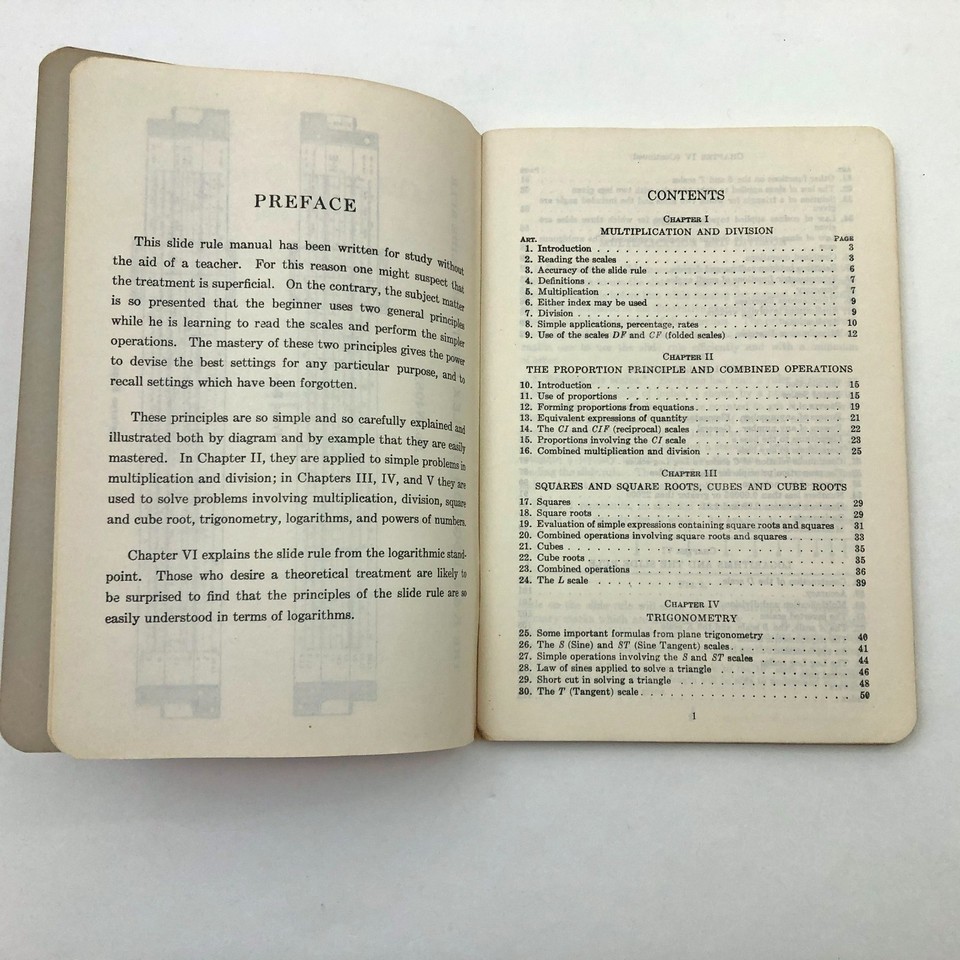 PREFACE
This slide rule manual has been written for study without
the aid of a teacher. For this reason one might suspect that
the treatment is superficial. On the contrary, the subject matter
is so presented that the beginner uses two general principles
while he is learning to read the scales and perform the simpler
operations. The mastery of these two principles gives the power
to devise the best settings for any particular purpose, and to
recall settings which have been forgotten.
These principles are so simple and so carefully explained and
illustrated both by diagram and by example that they are easily
mastered. In Chapter II, they are applied to simple problems in
multiplication and division; in Chapters III, IV, and V they are
used to solve problems involving multiplication, division, square
and cube root, trigonometry, logarithms, and powers of numbers.
Chapter VI explains the slide rule from the logarithmic stand-
point. Those who desire a theoretical treatment are likely to
be surprised to find that the principles of the slide rule are so
easily understood in terms of logarithms.
CONTENTS
CHAPTER I
MULTIPLICATION AND DIVISION
ART. PAGE
1. Introduction . . . . . 3
2. Reading the scales . . . . . 3
3. Accuracy of the slide rule . . . . . 6
4. Definitions . . . . . 7
5. Multiplication . . . . . 7
6. Either index may be used . . . . . 9
7. Division . . . . . 9
8. Simple applications, percentage, rates . . . . . 10
9. Use of the scales DF and CF (folded scales) . . . . . 12
CHAPTER II
THE PROPORTION PRINCIPLE AND COMBINED OPERATIONS
10. Introduction . . . . . 15
11. Use of proportions . . . . . 15
12. Forming proportions from equations . . . . . 19
13. Equivalent expressions of quantity . . . . . 21
14. The CI and CIF (reciprocal) scales . . . . . 22
15. Proportions involving the CI scale . . . . . 23
16. Combined multiplication and division . . . . . 25
CHAPTER III
SQUARES AND SQUARE ROOTS, CUBES AND CUBE ROOTS
17. Squares . . . . . 29
18. Square roots . . . . . 29
19. Evaluation of simple expressions containing square roots and squares . 31
20. Combined operations involving square roots and squares . . . . . 33
21. Cubes . . . . . 35
22. Cube roots . . . . . 35
23. Combined operations . . . . . 36
24. The L scale . . . . . 39
CHAPTER IV
TRIGONOMETRY
25. Some important formulas from plane trigonometry . . . . . 40
26. The S (Sine) and ST (Sine Tangent) scales . . . . . 41
27. Simple operations involving the S and ST scales . . . . . 44
28. Law of sines applied to solve a triangle . . . . . 46
29. Short cut in solving a triangle . . . . . 48
30. The T (Tangent) scale . . . . . 50
1